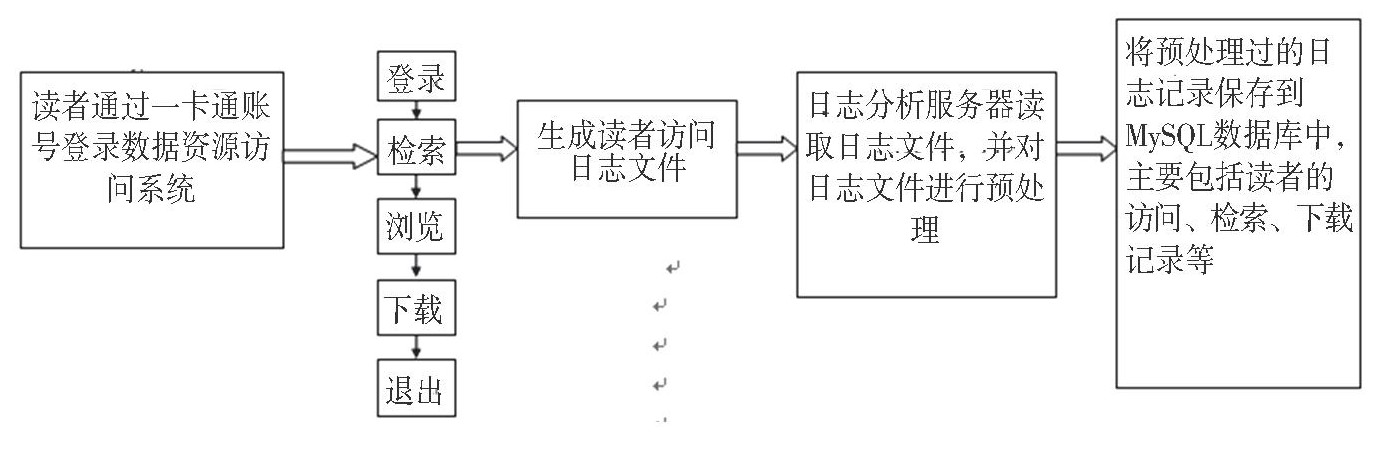 读者通过一卡通账
号登录数据资源访
问系统
登录
检索
浏览
下载
退出
生成读者访问
日志文件
日志分析服务器读
取日志文件，并对
日志文件进行预处
理
将预处理过的日
志记录保存到
MySQL数据库中，
主要包括读者的
访问、检索、下载
记录等